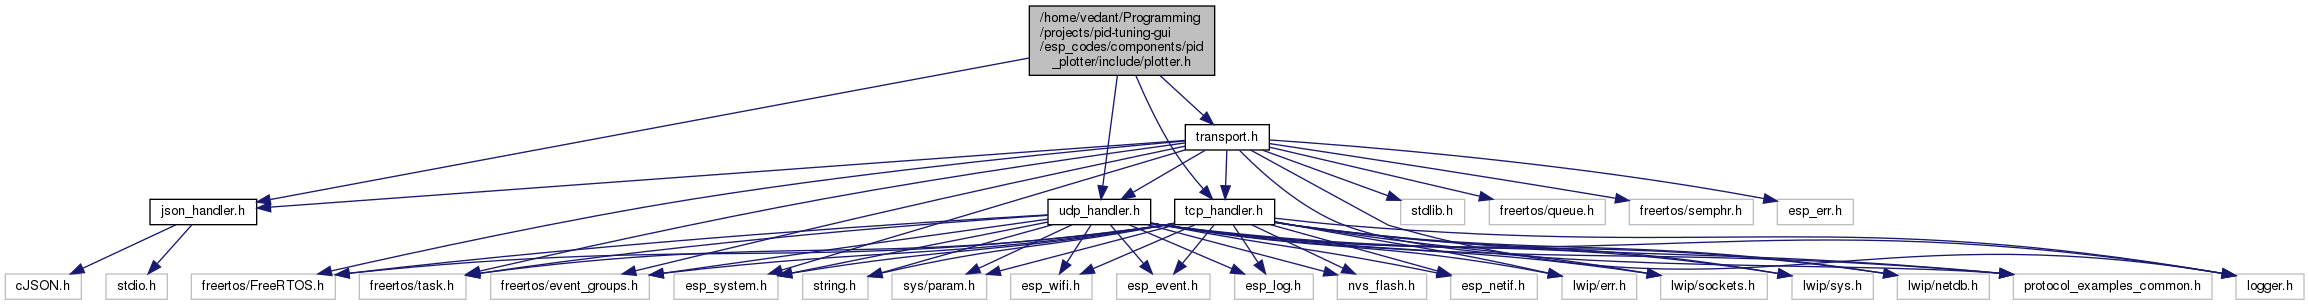 /home/vedant/Programming
/projects/pid-tuning-gui
/esp_codes/components/pid
_plotter/include/plotter.h
transport.h
json_handler.h
udp_handler.h
tcp_handler.h
stdlib.h
freertos/queue.h
freertos/semphr.h
esp_err.h
cJSON.h
stdio.h
freertos/FreeRTOS.h
freertos/task.h
freertos/event_groups.h
esp_system.h
string.h
sys/param.h
esp_wifi.h
esp_event.h
esp_log.h
nvs_flash.h
esp_netif.h
lwip/err.h
lwip/sockets.h
lwip/sys.h
lwip/netdb.h
protocol_examples_common.h
logger.h